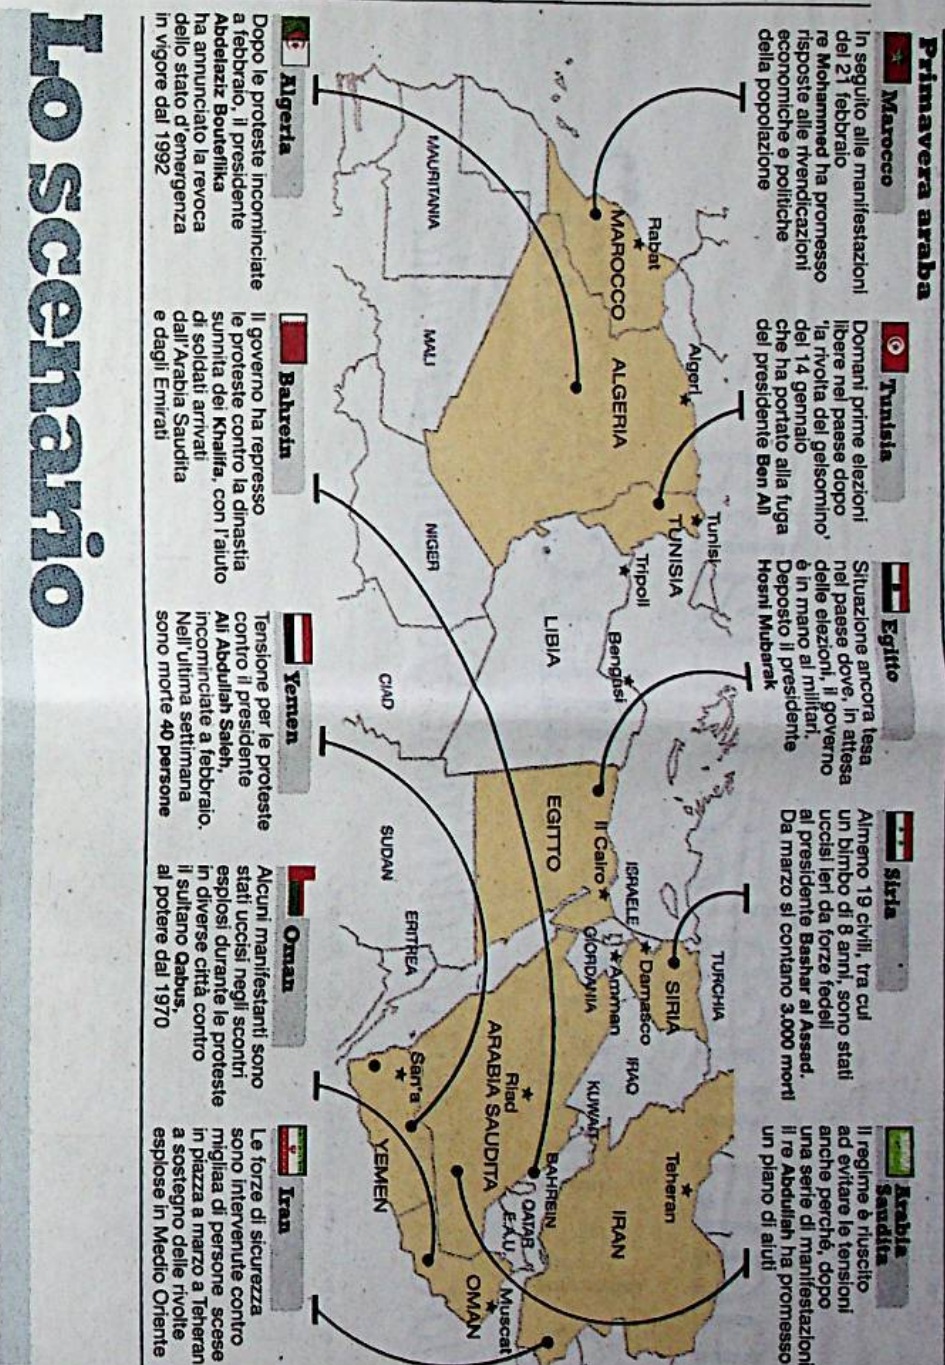 Primavera araba
Marocco
In seguito alle manifestazioni
del 21 febbraio
re Mohammed ha promesso
risposte alle rivendicazioni
economiche e politiche
della popolazione
Tunisia
Domani prime elezioni
libere nel paese dopo
'la rivolta del gelsomino'
del 14 gennaio
che ha portato alla fuga
del presidente Ben Alì
Egitto
Situazione ancora tesa
nel paese dove, in attesa
delle elezioni, il governo
è in mano ai militari.
Deposto il presidente
Hosni Mubarak
Siria
Almeno 19 civili, tra cui
un bimbo di 8 anni, sono stati
uccisi ieri da forze fedeli
al presidente Bashar al Assad.
Da marzo si contano 3.000 morti
Arabia
Saudita
Il regime è riuscito
ad evitare le tensioni
anche perché, dopo
una serie di manifestazioni
il re Abdullah ha promesso
un piano di aiuti
Rabat
MAROCCO
Algeri
ALGERIA
Tunisi
TUNISIA
Tripoli
Bengasi
LIBIA
EGITTO
Il Cairo
ISRAELE
GIORDANIA
Amman
Damasco
SIRIA
TURCHIA
IRAQ
KUWAIT
Teheran
IRAN
BAHREIN
QATAR
E.A.U.
Riad
ARABIA SAUDITA
Muscat
OMAN
San'a
YEMEN
MAURITANIA
MALI
NIGER
CIAD
SUDAN
ERITREA
Algeria
Dopo le proteste incominciate
a febbraio, il presidente
Abdelaziz Bouteflika
ha annunciato la revoca
dello stato d'emergenza
in vigore dal 1992
Bahrein
Il governo ha represso
le proteste contro la dinastia
sunnita dei Khalifa, con l'aiuto
di soldati arrivati
dall'Arabia Saudita
e dagli Emirati
Yemen
Tensione per le proteste
contro il presidente
Ali Abdullah Saleh,
incominciate a febbraio.
Nell'ultima settimana
sono morte 40 persone
Oman
Alcuni manifestanti sono
stati uccisi negli scontri
esplosi durante le proteste
in diverse città contro
il sultano Qabus,
al potere dal 1970
Iran
Le forze di sicurezza
sono intervenute contro
migliaa di persone scese
in piazza a marzo a Teheran
a sostegno delle rivolte
esplose in Medio Oriente
Lo scenario